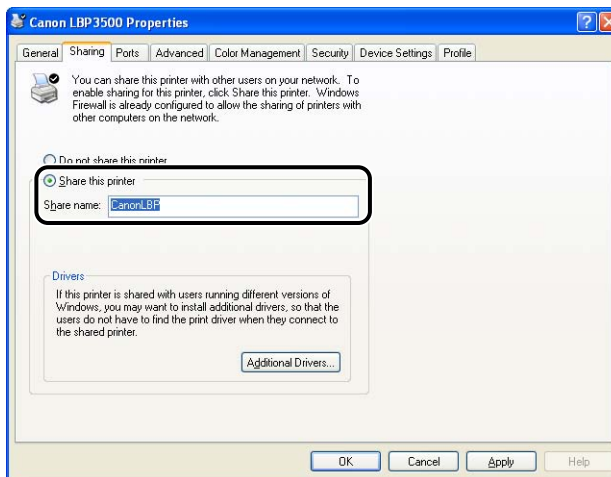 Canon LBP3500 Properties
General Sharing Ports Advanced Color Management Security Device Settings Profile
You can share this printer with other users on your network. To
enable sharing for this printer, click Share this printer. Windows
Firewall is already configured to allow the sharing of printers with
other computers on the network.
Do not share this printer
Share this printer
Share name: CanonLBP
Drivers
If this printer is shared with users running different versions of
Windows, you may want to install additional drivers, so that the
users do not have to find the print driver when they connect to
the shared printer.
Additional Drivers...
OK Cancel Apply Help